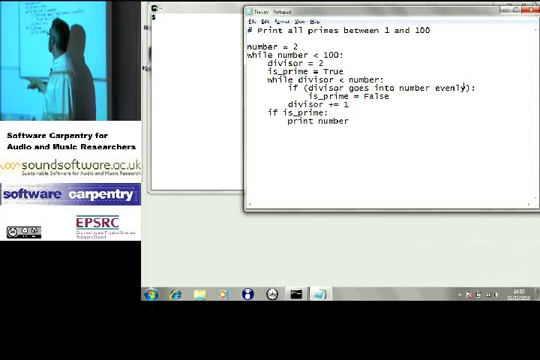 # Print all primes between 1 and 100
number = 2
while number < 100:
divisor = 2
is_prime = True
while divisor < number:
if (divisor goes into number evenly):
is_prime = False
divisor += 1
if is_prime:
print number
$
Software Carpentry for
Audio and Music Researchers
soundsoftware.ac.uk
Sustainable Software for Audio and Music Research
software carpentry
EPSRC